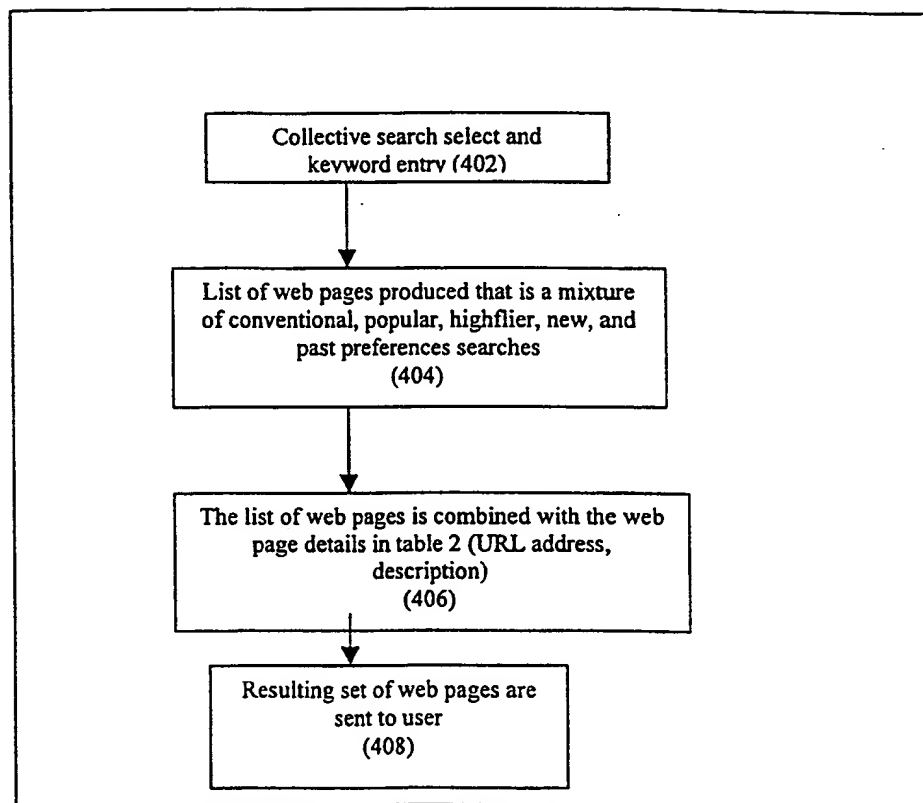 Collective search select and
keyword entry (402)
List of web pages produced that is a mixture
of conventional, popular, highflier, new, and
past preferences searches
(404)
The list of web pages is combined with the web
page details in table 2 (URL address,
description)
(406)
Resulting set of web pages are
sent to user
(408)